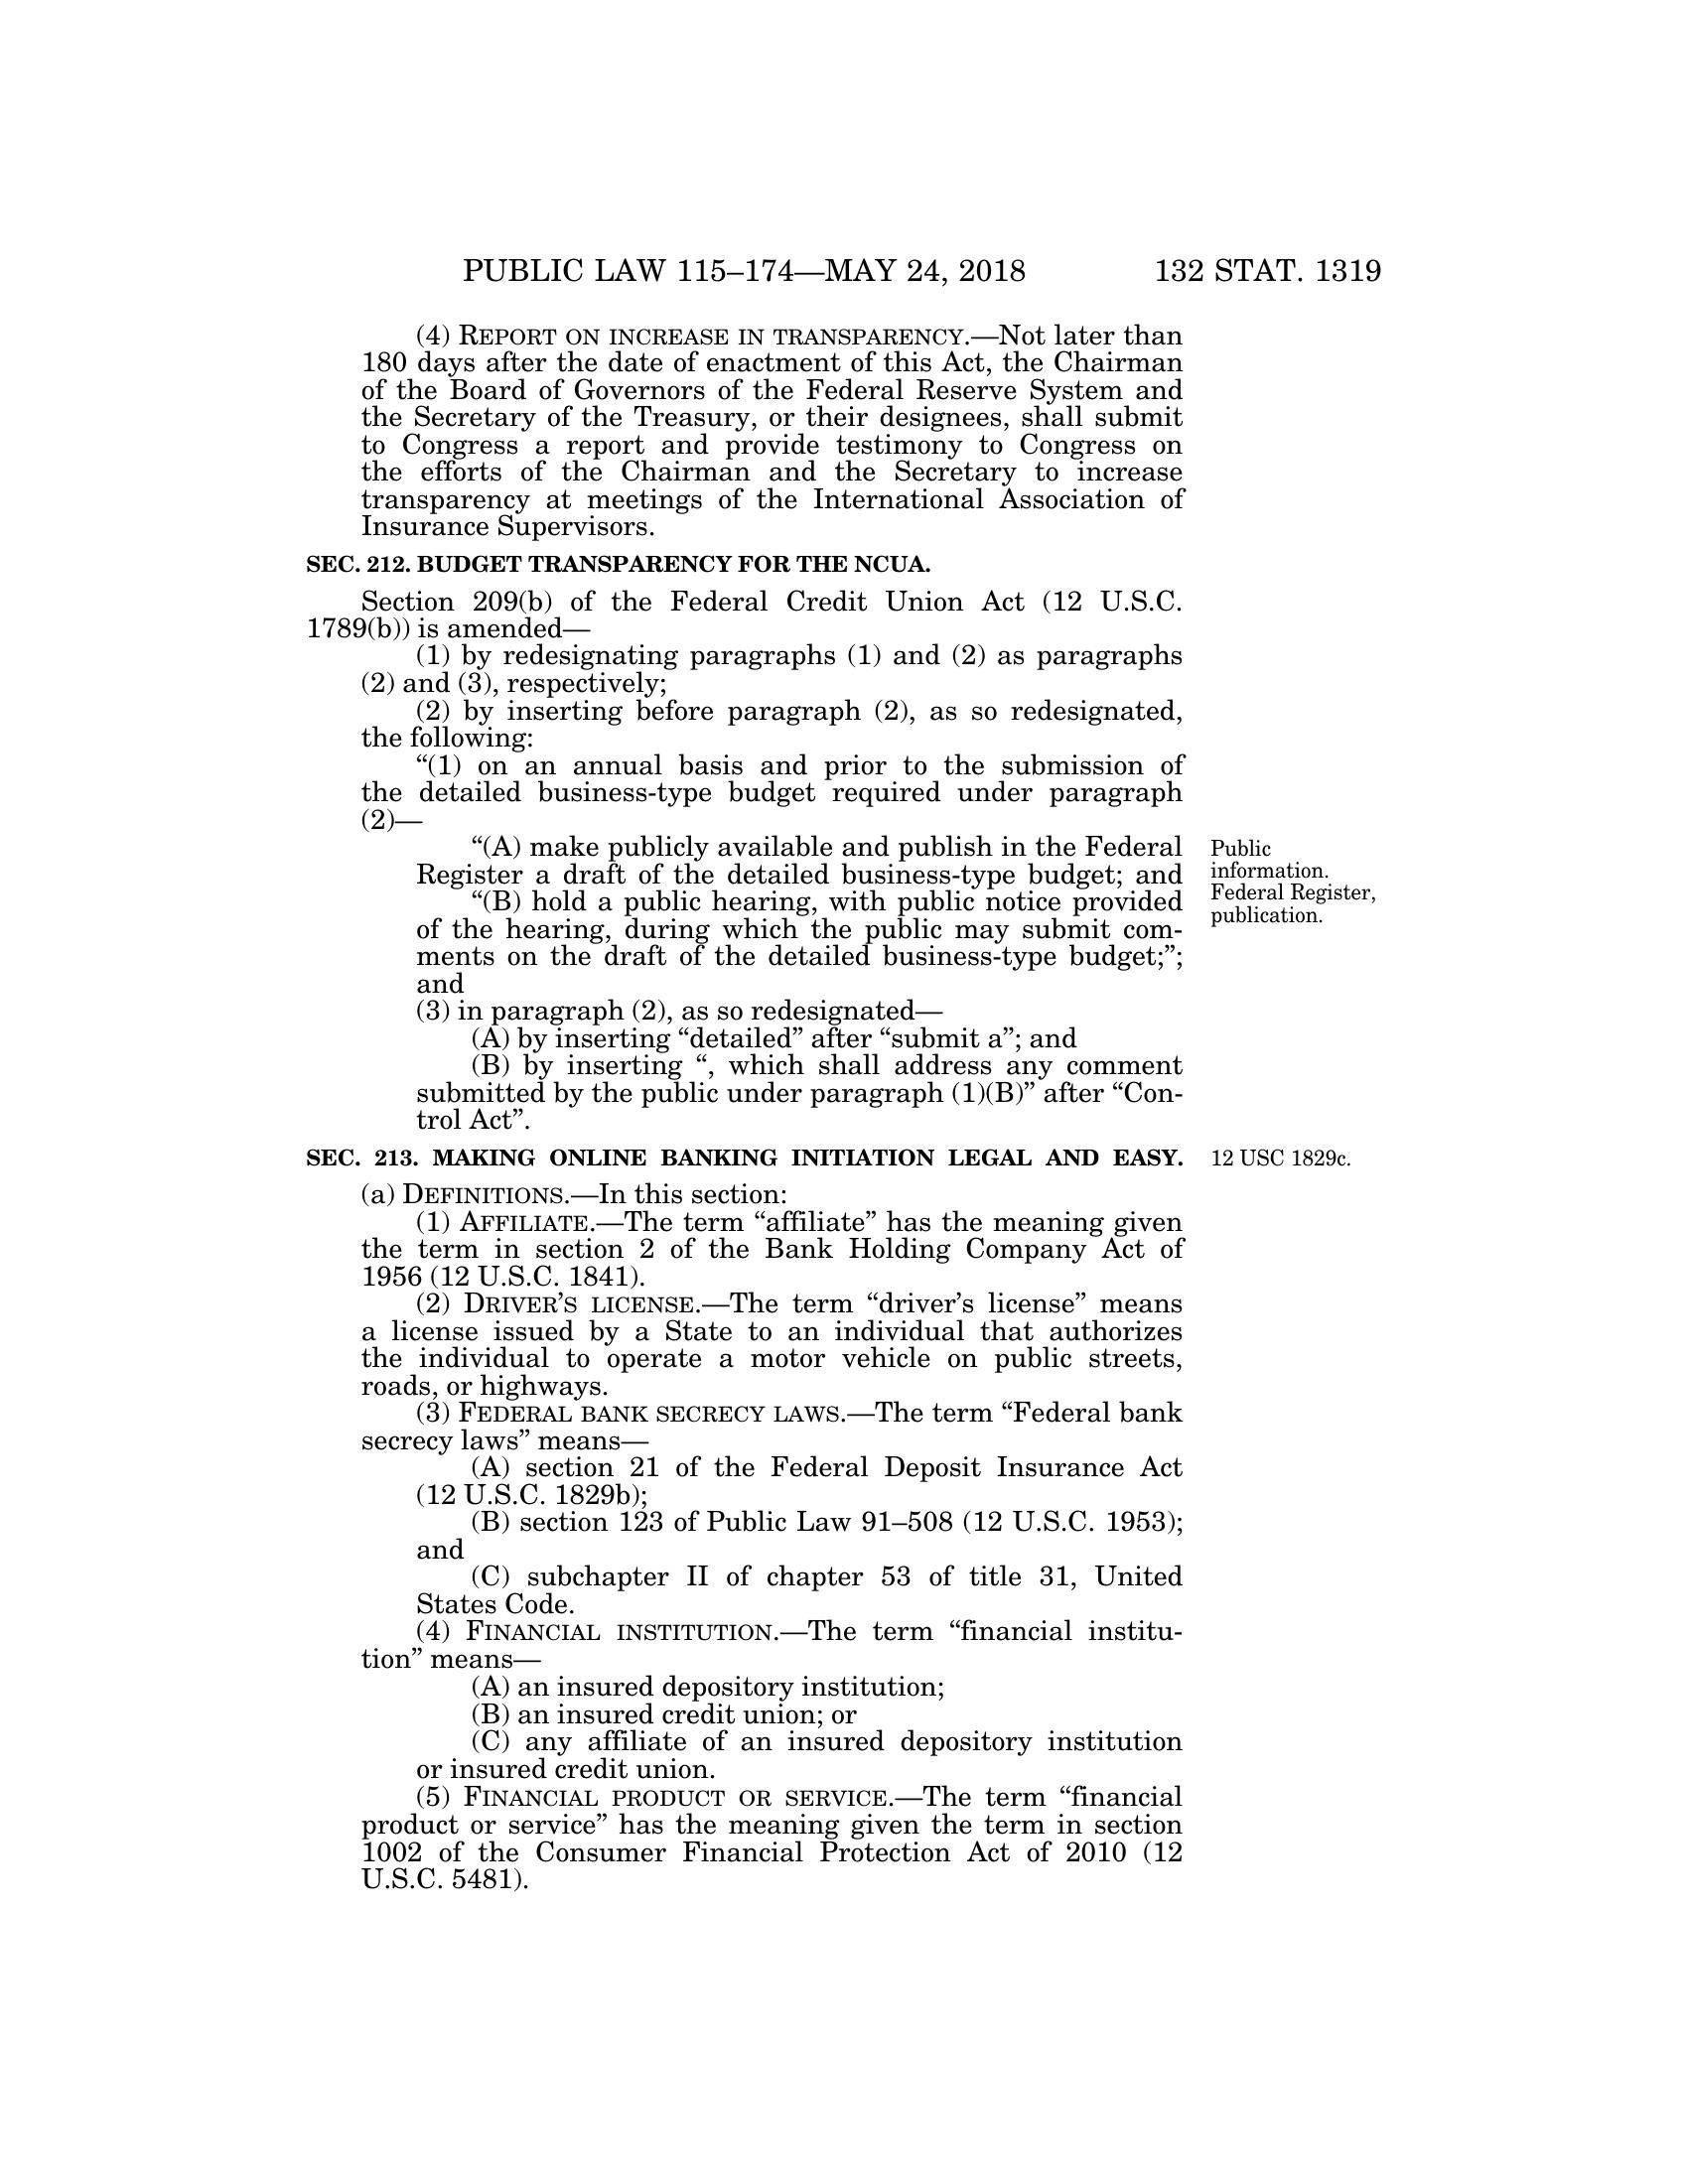 PUBLIC LAW 115–174—MAY 24, 2018 132 STAT. 1319
(4) REPORT ON INCREASE IN TRANSPARENCY.—Not later than
180 days after the date of enactment of this Act, the Chairman
of the Board of Governors of the Federal Reserve System and
the Secretary of the Treasury, or their designees, shall submit
to Congress a report and provide testimony to Congress on
the efforts of the Chairman and the Secretary to increase
transparency at meetings of the International Association of
Insurance Supervisors.
SEC. 212. BUDGET TRANSPARENCY FOR THE NCUA.
Section 209(b) of the Federal Credit Union Act (12 U.S.C.
1789(b)) is amended—
(1) by redesignating paragraphs (1) and (2) as paragraphs
(2) and (3), respectively;
(2) by inserting before paragraph (2), as so redesignated,
the following:
“(1) on an annual basis and prior to the submission of
the detailed business-type budget required under paragraph
(2)—
“(A) make publicly available and publish in the Federal
Register a draft of the detailed business-type budget; and
“(B) hold a public hearing, with public notice provided
of the hearing, during which the public may submit com-
ments on the draft of the detailed business-type budget;”;
and
Public
information.
Federal Register,
publication.
(3) in paragraph (2), as so redesignated—
(A) by inserting “detailed” after “submit a”; and
(B) by inserting “, which shall address any comment
submitted by the public under paragraph (1)(B)” after “Con-
trol Act”.
SEC. 213. MAKING ONLINE BANKING INITIATION LEGAL AND EASY.
12 USC 1829c.
(a) DEFINITIONS.—In this section:
(1) AFFILIATE.—The term “affiliate” has the meaning given
the term in section 2 of the Bank Holding Company Act of
1956 (12 U.S.C. 1841).
(2) DRIVER’S LICENSE.—The term “driver’s license” means
a license issued by a State to an individual that authorizes
the individual to operate a motor vehicle on public streets,
roads, or highways.
(3) FEDERAL BANK SECRECY LAWS.—The term “Federal bank
secrecy laws” means—
(A) section 21 of the Federal Deposit Insurance Act
(12 U.S.C. 1829b);
(B) section 123 of Public Law 91–508 (12 U.S.C. 1953);
and
(C) subchapter II of chapter 53 of title 31, United
States Code.
(4) FINANCIAL INSTITUTION.—The term “financial institu-
tion” means—
(A) an insured depository institution;
(B) an insured credit union; or
(C) any affiliate of an insured depository institution
or insured credit union.
(5) FINANCIAL PRODUCT OR SERVICE.—The term “financial
product or service” has the meaning given the term in section
1002 of the Consumer Financial Protection Act of 2010 (12
U.S.C. 5481).